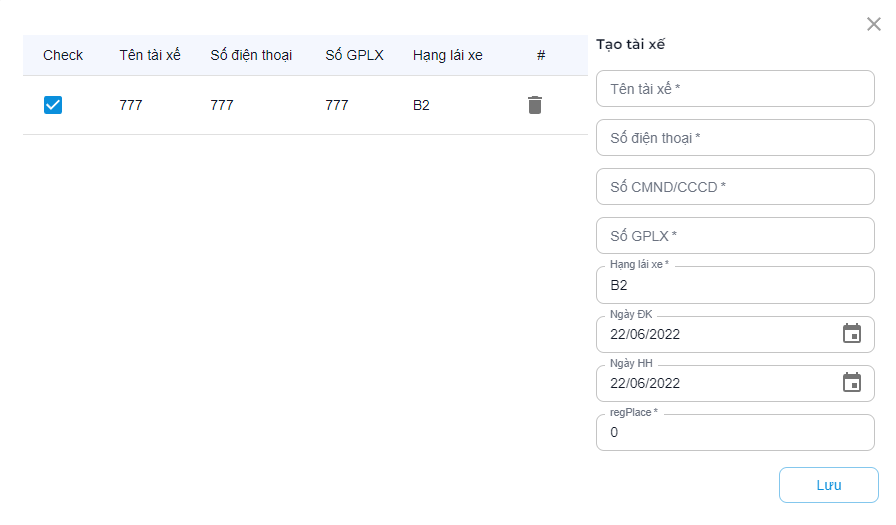 Check Tên tài xế Số điện thoại Số GPLX Hạng lái xe #
777 777 777 B2
Tạo tài xế
Tên tài xế *
Số điện thoại *
Số CMND/CCCD *
Số GPLX *
Hạng lái xe *
B2
Ngày ĐK
22/06/2022
Ngày HH
22/06/2022
regPlace *
0
Lưu